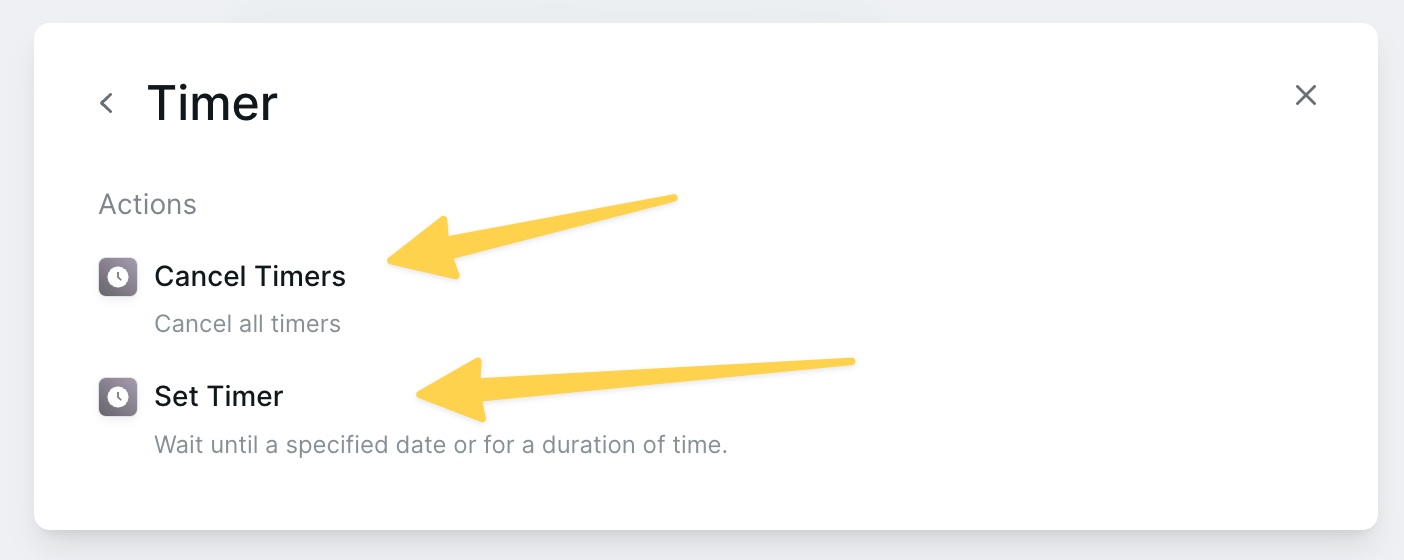 Timer
Actions
Cancel Timers
Cancel all timers
Set Timer
Wait until a specified date or for a duration of time.